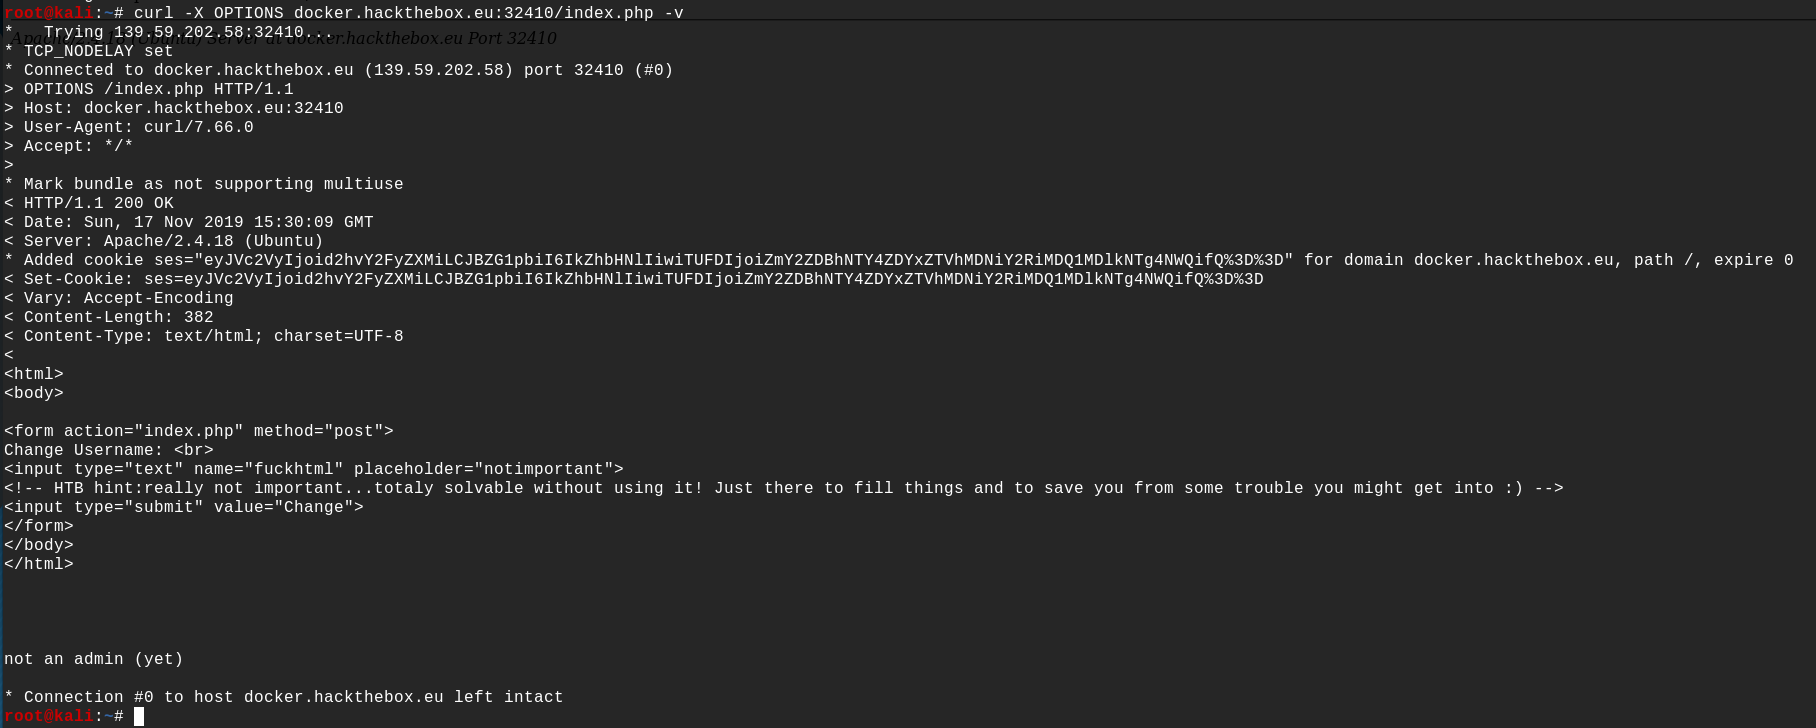 root@kali:~# curl -X OPTIONS docker.hackthebox.eu:32410/index.php -v
* Trying 139.59.202.58:32410...
Apache/2.4.18 (Ubuntu) Server at docker.hackthebox.eu Port 32410
* TCP_NODELAY set
* Connected to docker.hackthebox.eu (139.59.202.58) port 32410 (#0)
> OPTIONS /index.php HTTP/1.1
> Host: docker.hackthebox.eu:32410
> User-Agent: curl/7.66.0
> Accept: */*
>
* Mark bundle as not supporting multiuse
< HTTP/1.1 200 OK
< Date: Sun, 17 Nov 2019 15:30:09 GMT
< Server: Apache/2.4.18 (Ubuntu)
* Added cookie ses="eyJVc2VyIjoid2hvY2FyZXMiLCJBZG1pbiI6IkZhbHNlIiwiTUFDIjoiZmY2ZDBhNTY4ZDYxZTVhMDNiY2RiMDQ1MDlkNTg4NWQifQ%3D%3D" for domain docker.hackthebox.eu, path /, expire 0
< Set-Cookie: ses=eyJVc2VyIjoid2hvY2FyZXMiLCJBZG1pbiI6IkZhbHNlIiwiTUFDIjoiZmY2ZDBhNTY4ZDYxZTVhMDNiY2RiMDQ1MDlkNTg4NWQifQ%3D%3D
< Vary: Accept-Encoding
< Content-Length: 382
< Content-Type: text/html; charset=UTF-8
<
<html>
<body>
<form action="index.php" method="post">
Change Username: <br>
<input type="text" name="fuckhtml" placeholder="notimportant">
<!-- HTB hint:really not important...totaly solvable without using it! Just there to fill things and to save you from some trouble you might get into :) -->
<input type="submit" value="Change">
</form>
</body>
</html>
not an admin (yet)
* Connection #0 to host docker.hackthebox.eu left intact
root@kali:~#